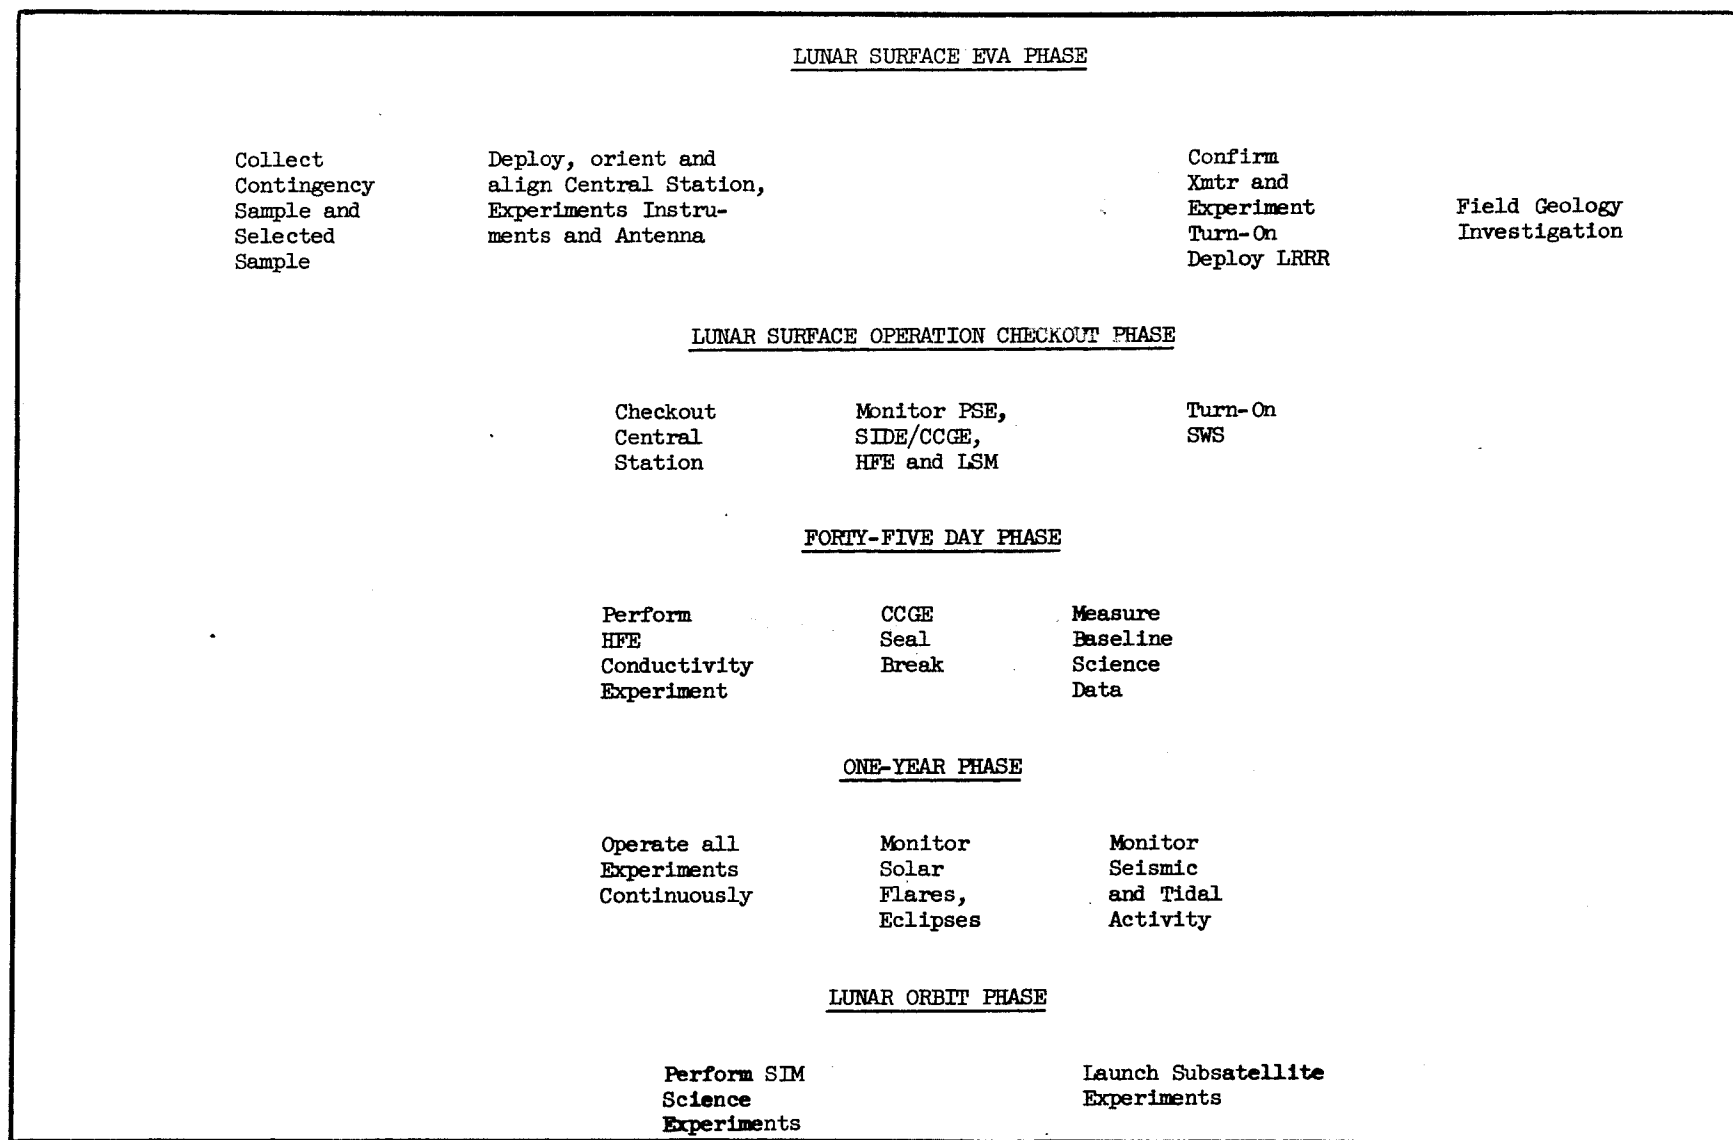 LUNAR SURFACE EVA PHASE
Collect
Contingency
Sample and
Selected
Sample
Deploy, orient and
align Central Station,
Experiments Instru-
ments and Antenna
Confirm
Xmtr and
Experiment
Turn-On
Deploy LRRR
Field Geology
Investigation
LUNAR SURFACE OPERATION CHECKOUT PHASE
Checkout
Central
Station
Monitor PSE,
SIDE/CCGE,
HFE and LSM
Turn-On
SWS
FORTY-FIVE DAY PHASE
Perform
HFE
Conductivity
Experiment
CCGE
Seal
Break
Measure
Baseline
Science
Data
ONE-YEAR PHASE
Operate all
Experiments
Continuously
Monitor
Solar
Flares,
Eclipses
Monitor
Seismic
and Tidal
Activity
LUNAR ORBIT PHASE
Perform SIM
Science
Experiments
Launch Subsatellite
Experiments